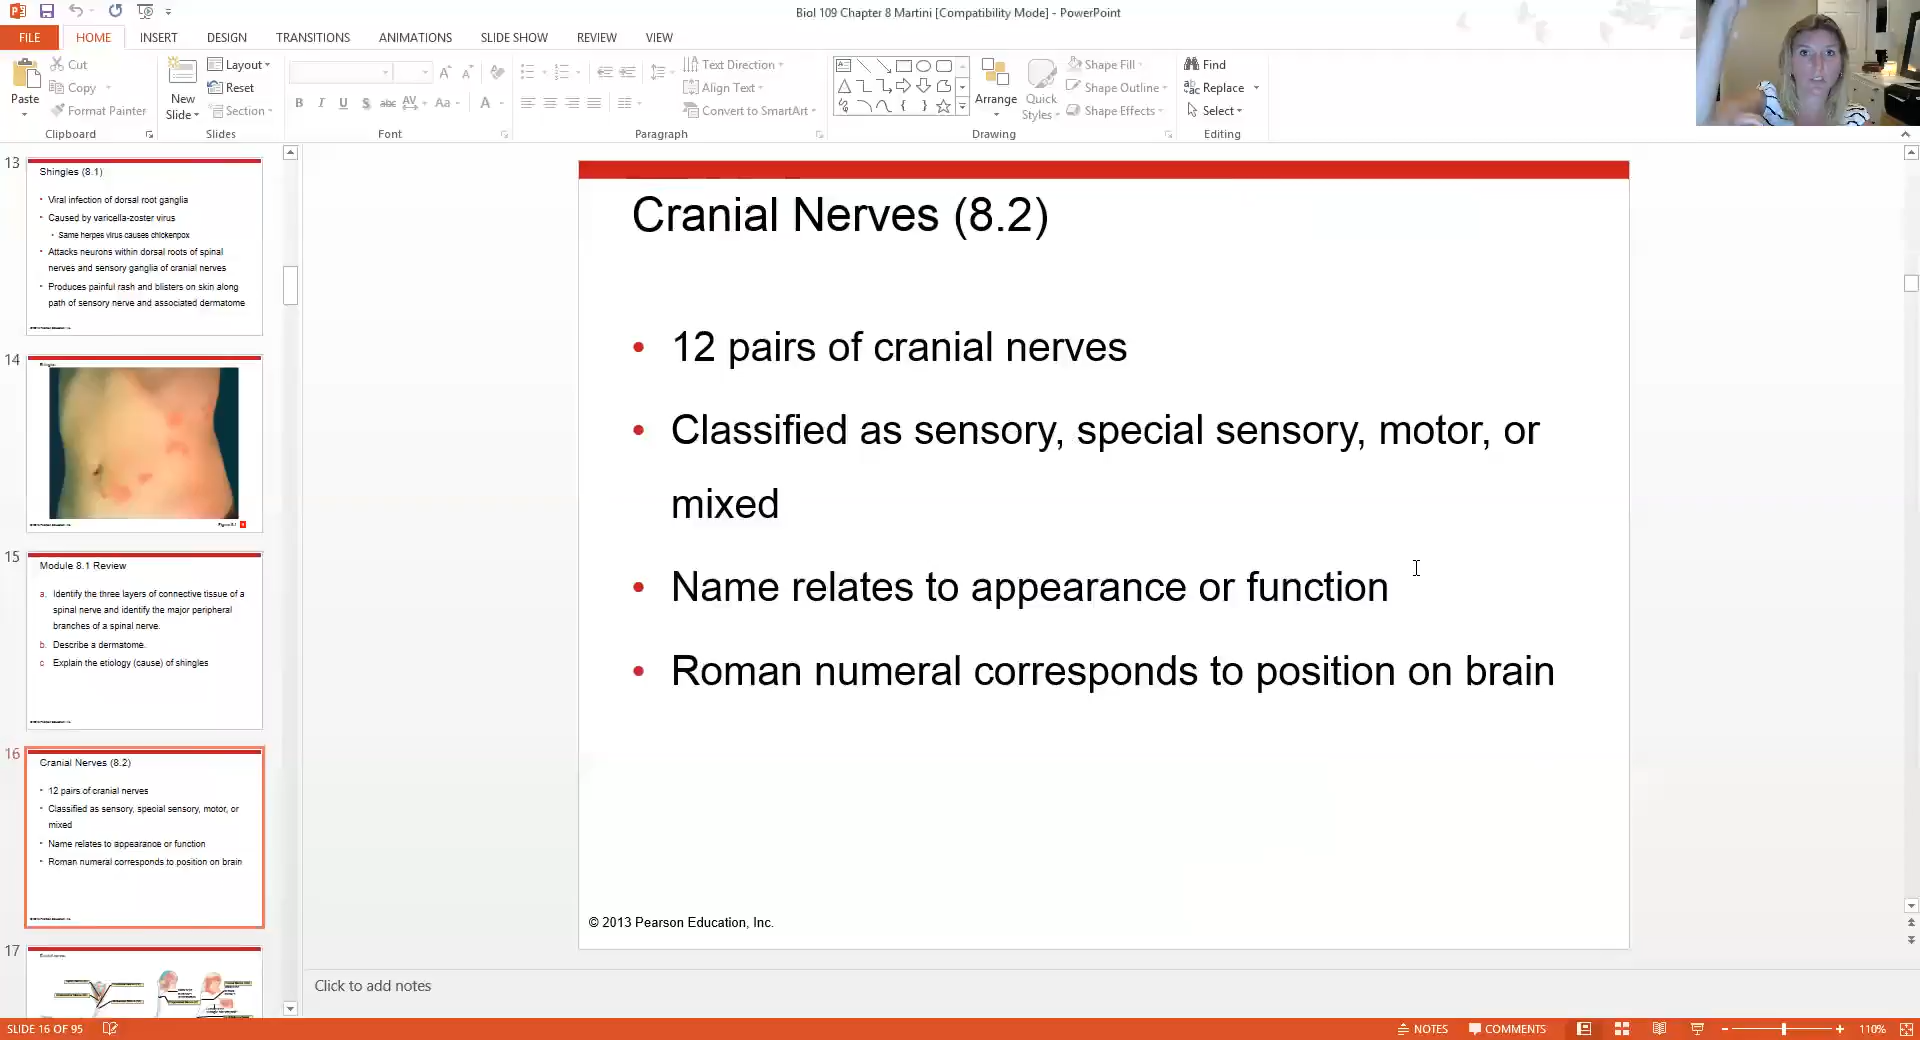 Biol 109 Chapter 8 Martini [Compatibility Mode] - PowerPoint
FILE HOME INSERT DESIGN TRANSITIONS ANIMATIONS SLIDE SHOW REVIEW VIEW
Paste
Cut
Copy
Format Painter
Clipboard
New Slide
Layout
Reset
Section
Slides
B I U S abc AV Aa A
Font
Text Direction
Align Text
Convert to SmartArt
Paragraph
Arrange
Quick Styles
Shape Fill
Shape Outline
Shape Effects
Drawing
Find
Replace
Select
Editing
13
Shingles (8.1)
• Viral infection of dorsal root ganglia
• Caused by varicella-zoster virus
• Same herpes virus causes chickenpox
• Attacks neurons within dorsal roots of spinal
nerves and sensory ganglia of cranial nerves
• Produces painful rash and blisters on skin along
path of sensory nerve and associated dermatome
14
15
Module 8.1 Review
a. Identify the three layers of connective tissue of a
spinal nerve and identify the major peripheral
branches of a spinal nerve.
b. Describe a dermatome.
c Explain the etiology (cause) of shingles
16
Cranial Nerves (8.2)
• 12 pairs of cranial nerves
• Classified as sensory, special sensory, motor, or
mixed
• Name relates to appearance or function
• Roman numeral corresponds to position on brain
17
Cranial Nerves (8.2)
• 12 pairs of cranial nerves
• Classified as sensory, special sensory, motor, or
mixed
• Name relates to appearance or function
• Roman numeral corresponds to position on brain
© 2013 Pearson Education, Inc.
Click to add notes
SLIDE 16 OF 95
NOTES COMMENTS 110%